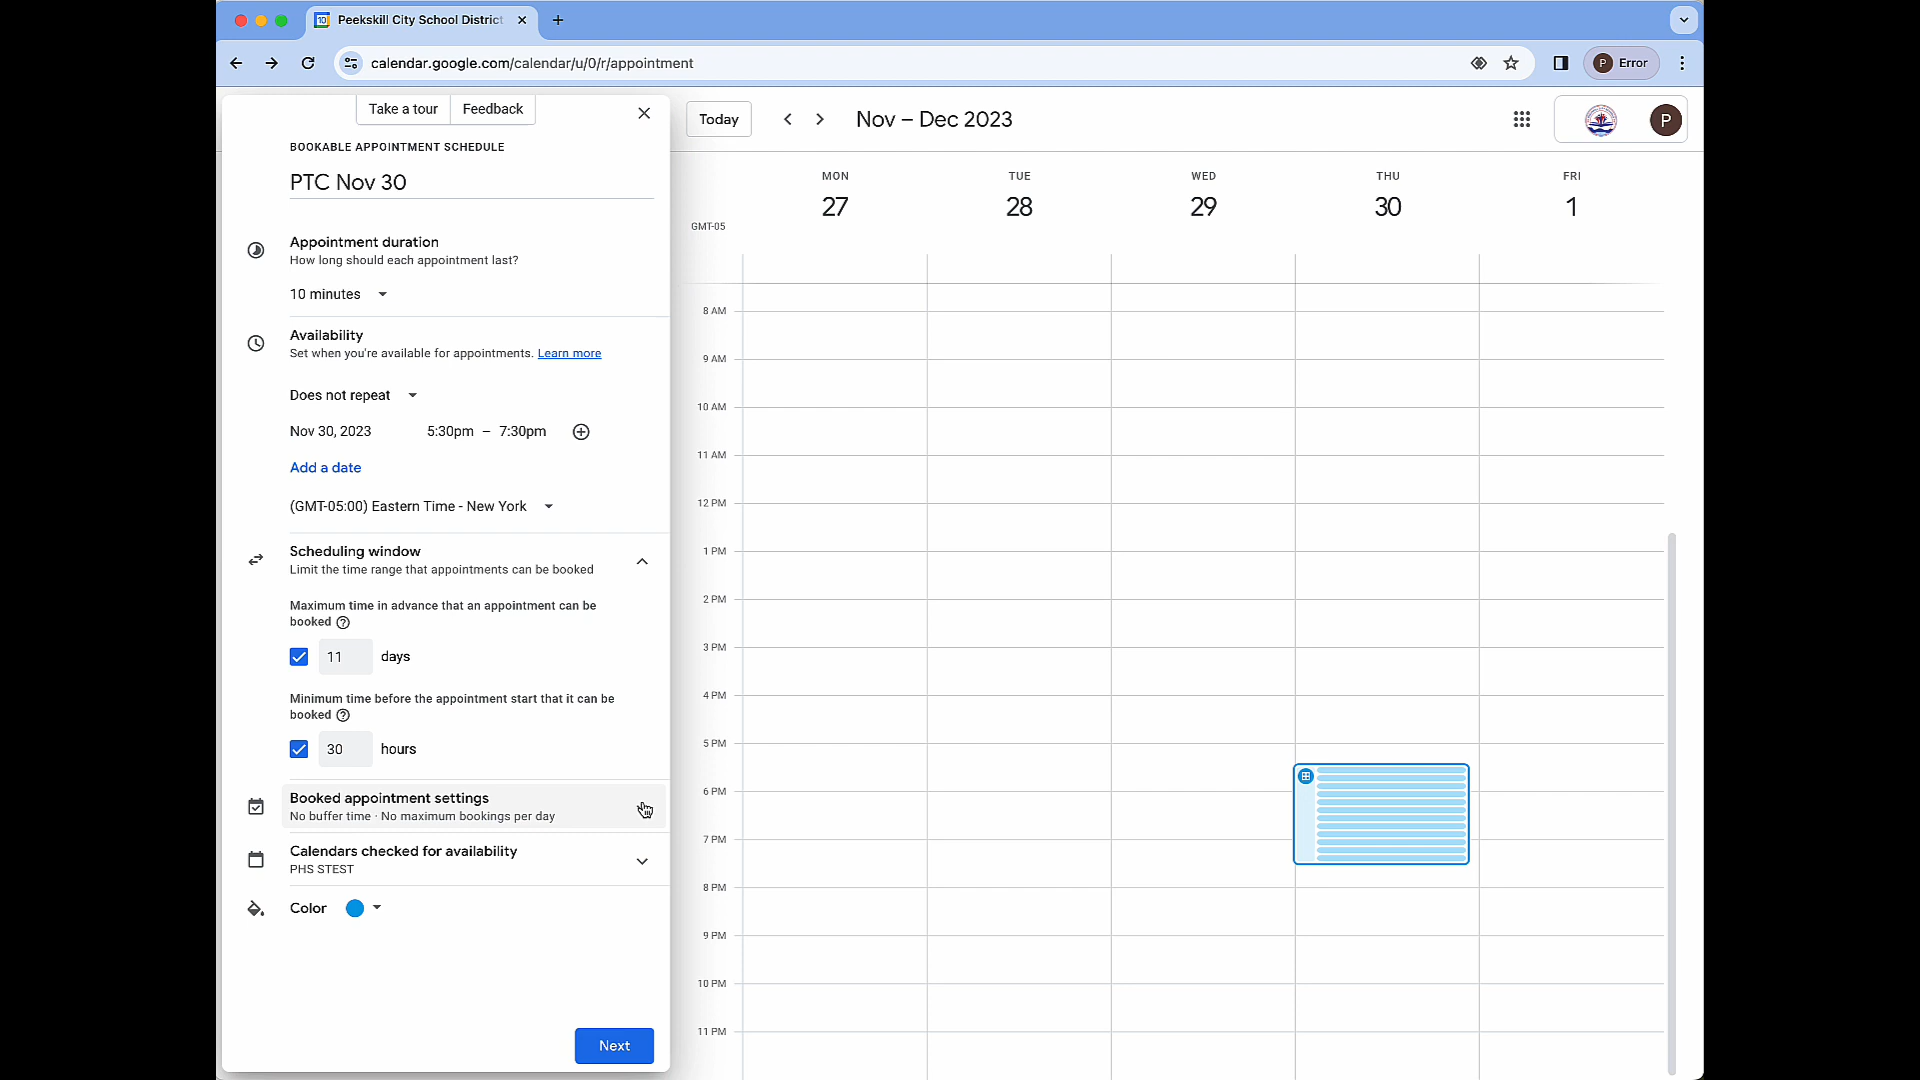 Peekskill City School District
calendar.google.com/calendar/u/0/r/appointment
P
Error
Take a tour
Feedback
BOOKABLE APPOINTMENT SCHEDULE
PTC Nov 30
Appointment duration
How long should each appointment last?
10 minutes
Availability
Set when you're available for appointments. Learn more
Does not repeat
Nov 30, 2023 5:30pm – 7:30pm
Add a date
(GMT-05:00) Eastern Time - New York
Scheduling window
Limit the time range that appointments can be booked
Maximum time in advance that an appointment can be
booked
11 days
Minimum time before the appointment start that it can be
booked
30 hours
Booked appointment settings
No buffer time · No maximum bookings per day
Calendars checked for availability
PHS STEST
Color
Next
Today
Nov – Dec 2023
P
MON TUE WED THU FRI
27 28 29 30 1
GMT-05
8 AM
9 AM
10 AM
11 AM
12 PM
1 PM
2 PM
3 PM
4 PM
5 PM
6 PM
7 PM
8 PM
9 PM
10 PM
11 PM